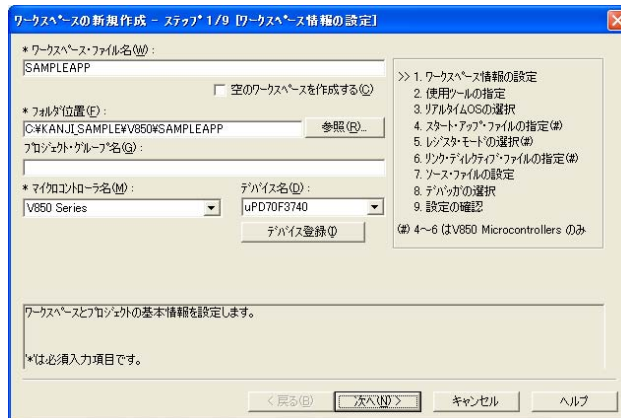 ワークスペースの新規作成 - ステップ 1/9 [ワークスペース情報の設定]
* ワークスペース・ファイル名(W) :
SAMPLEAPP
空のワークスペースを作成する(C)
* フォルダ位置(F) :
C:¥KANJI_SAMPLE¥V850¥SAMPLEAPP
参照(R)...
プロジェクト・グループ名(G) :
* マイクロコントローラ名(M) :
デバイス名(D) :
V850 Series
uPD70F3740
デバイス登録(I)
>> 1. ワークスペース情報の設定
2. 使用ツールの指定
3. リアルタイムOSの選択
4. スタート・アップ・ファイルの指定(#)
5. レジスタ・モードの選択(#)
6. リンク・ディレクティブ・ファイルの指定(#)
7. ソース・ファイルの設定
8. デバッガの選択
9. 設定の確認
(#) 4～6 はV850 Microcontrollers のみ
ワークスペースとプロジェクトの基本情報を設定します。
'*'は必須入力項目です。
< 戻る(B)
次へ(N) >
キャンセル
ヘルプ